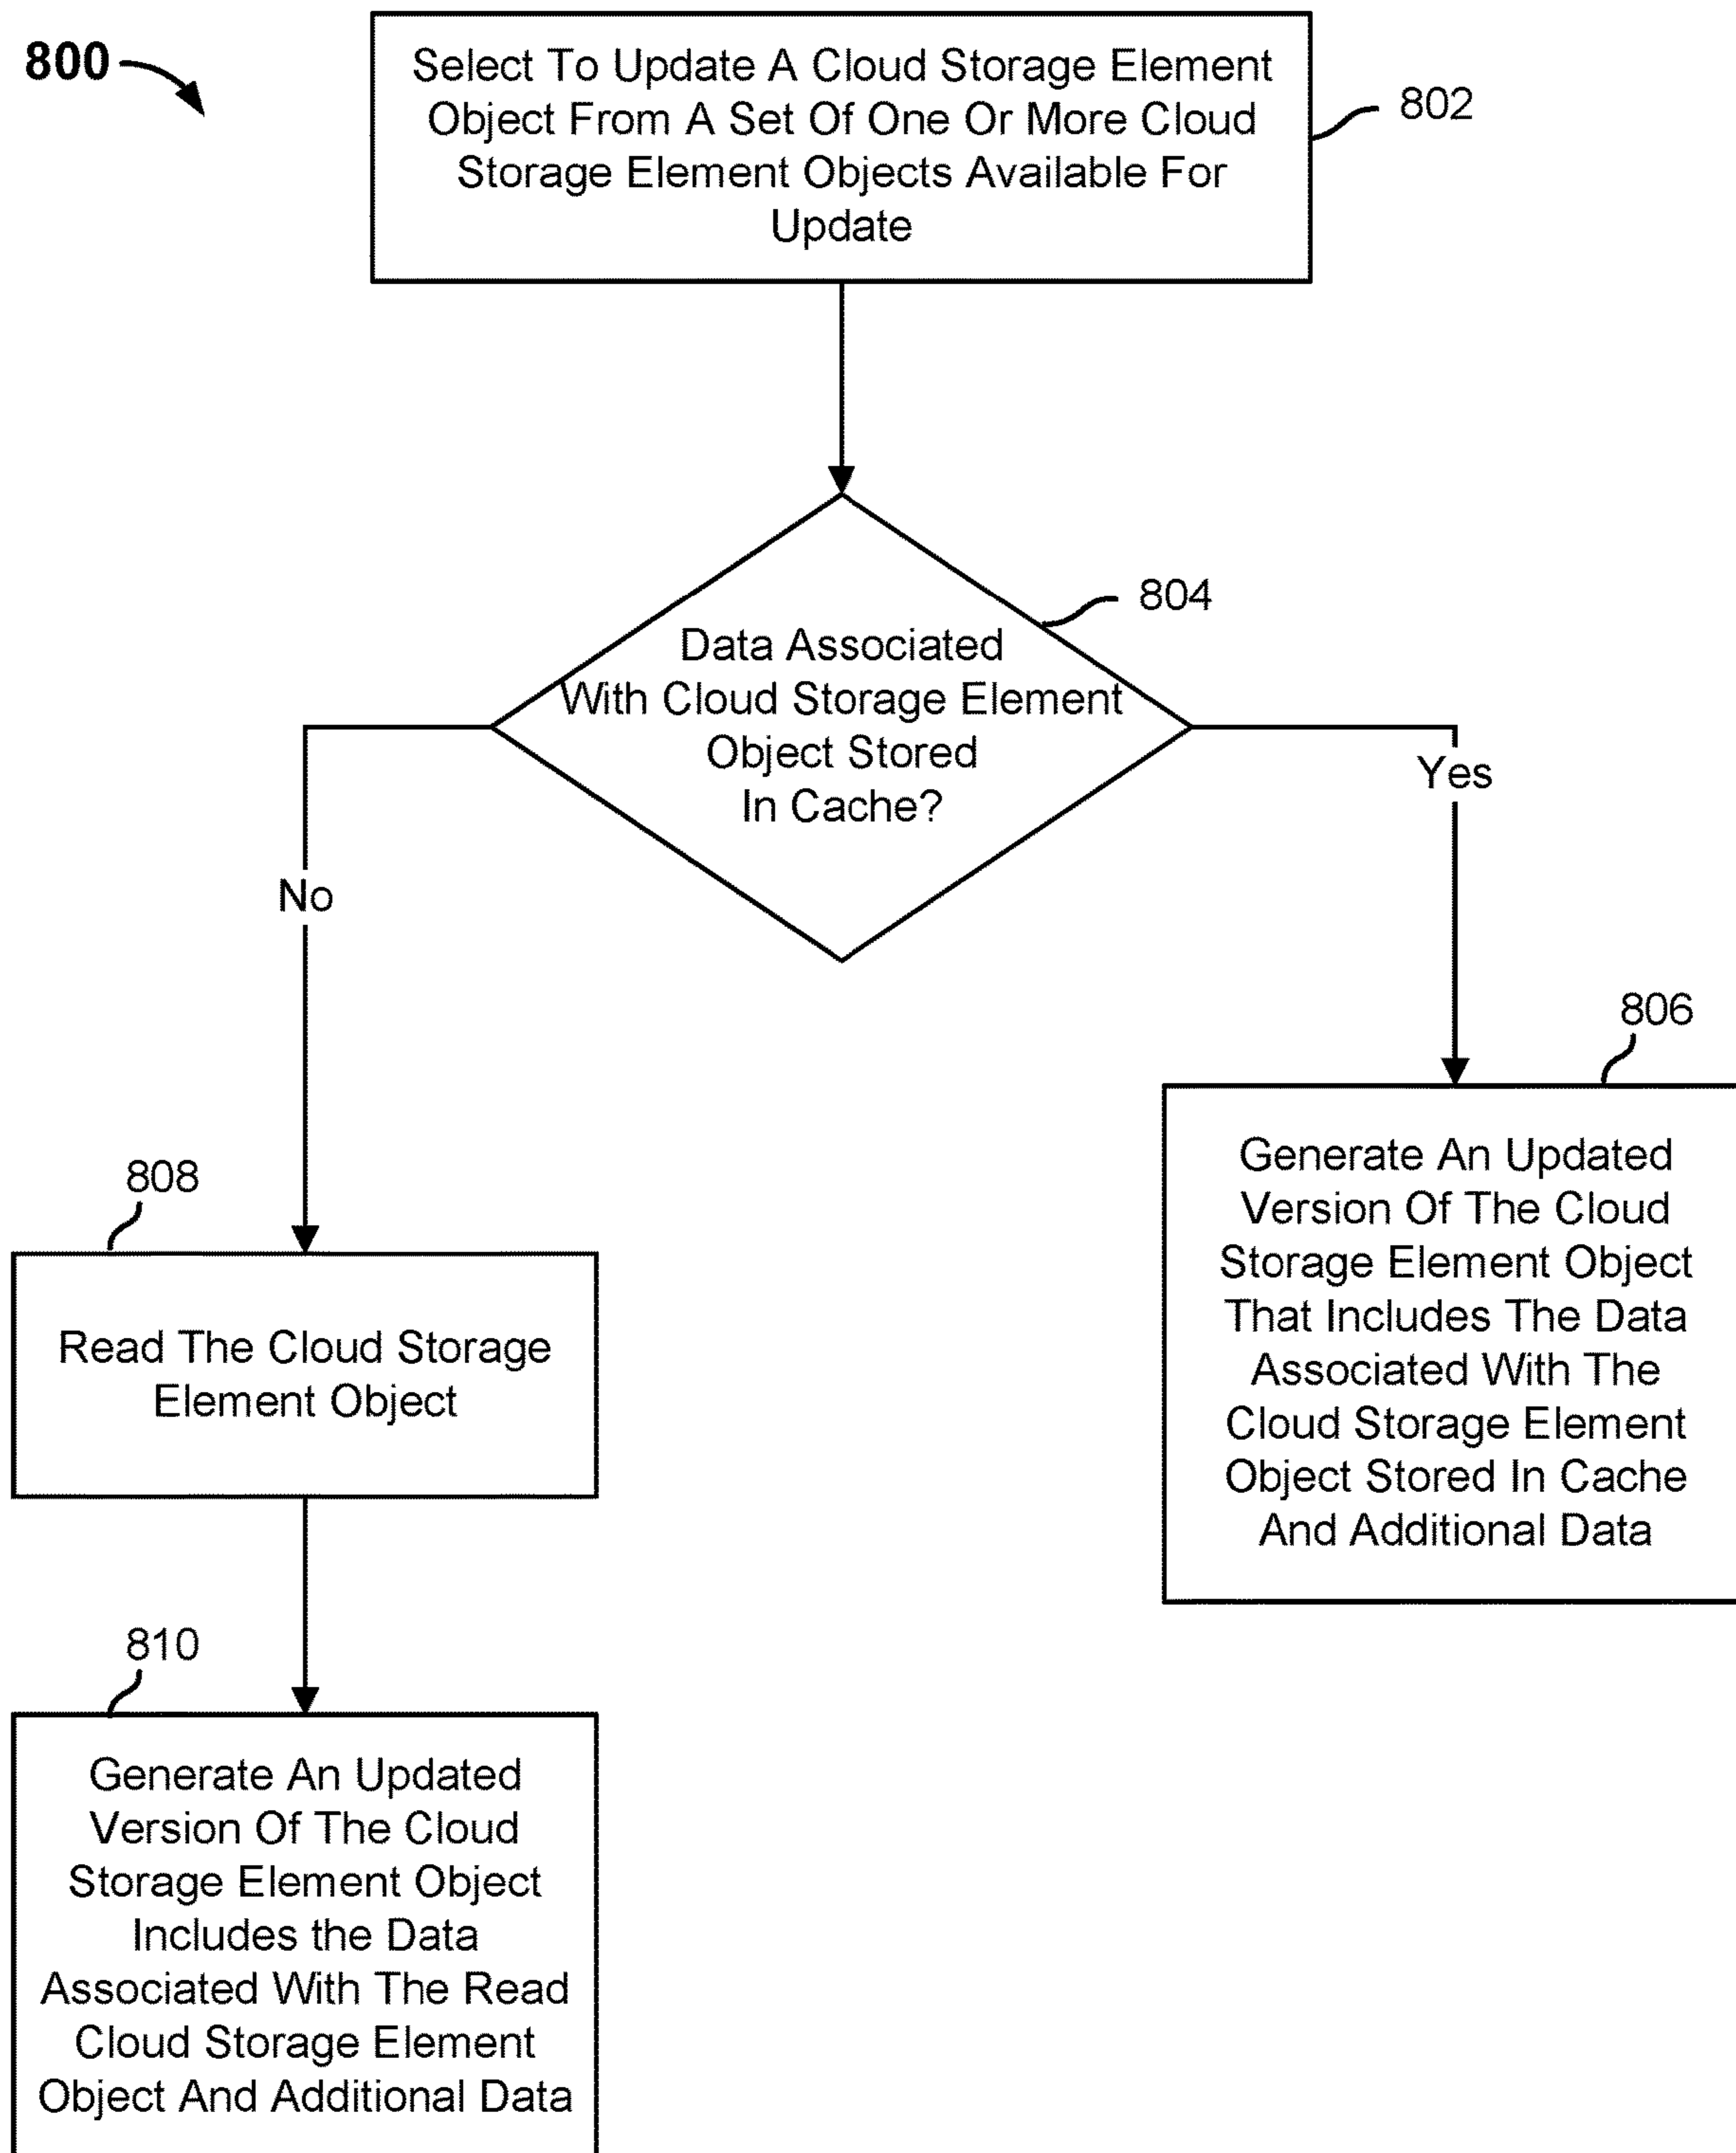 800
Select To Update A Cloud Storage Element
Object From A Set Of One Or More Cloud
Storage Element Objects Available For
Update
802
804
Data Associated
With Cloud Storage Element
Object Stored
In Cache?
Yes
No
806
Generate An Updated
Version Of The Cloud
Storage Element Object
That Includes The Data
Associated With The
Cloud Storage Element
Object Stored In Cache
And Additional Data
808
Read The Cloud Storage
Element Object
810
Generate An Updated
Version Of The Cloud
Storage Element Object
Includes the Data
Associated With The Read
Cloud Storage Element
Object And Additional Data